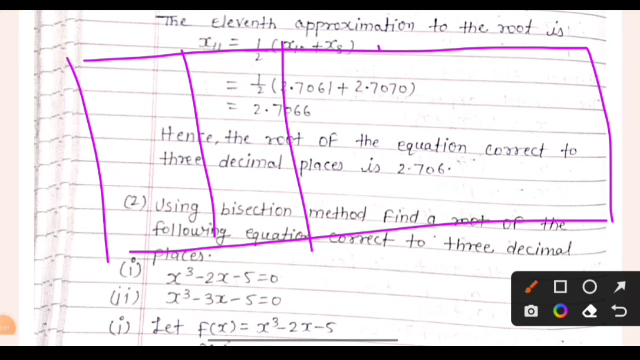 The eleventh approximation to the root is
x₁₁ = 1/2 (x₁₀ + x₈)
= 1/2 (2.7061 + 2.7070)
= 2.7066
Hence, the root of the equation correct to
three decimal places is 2.706.
(2) Using bisection method find a root of the
following equation correct to three decimal
places.
(i) x³-2x-5=0
(ii) x³-3x-5=0
(i) Let f(x) = x³-2x-5